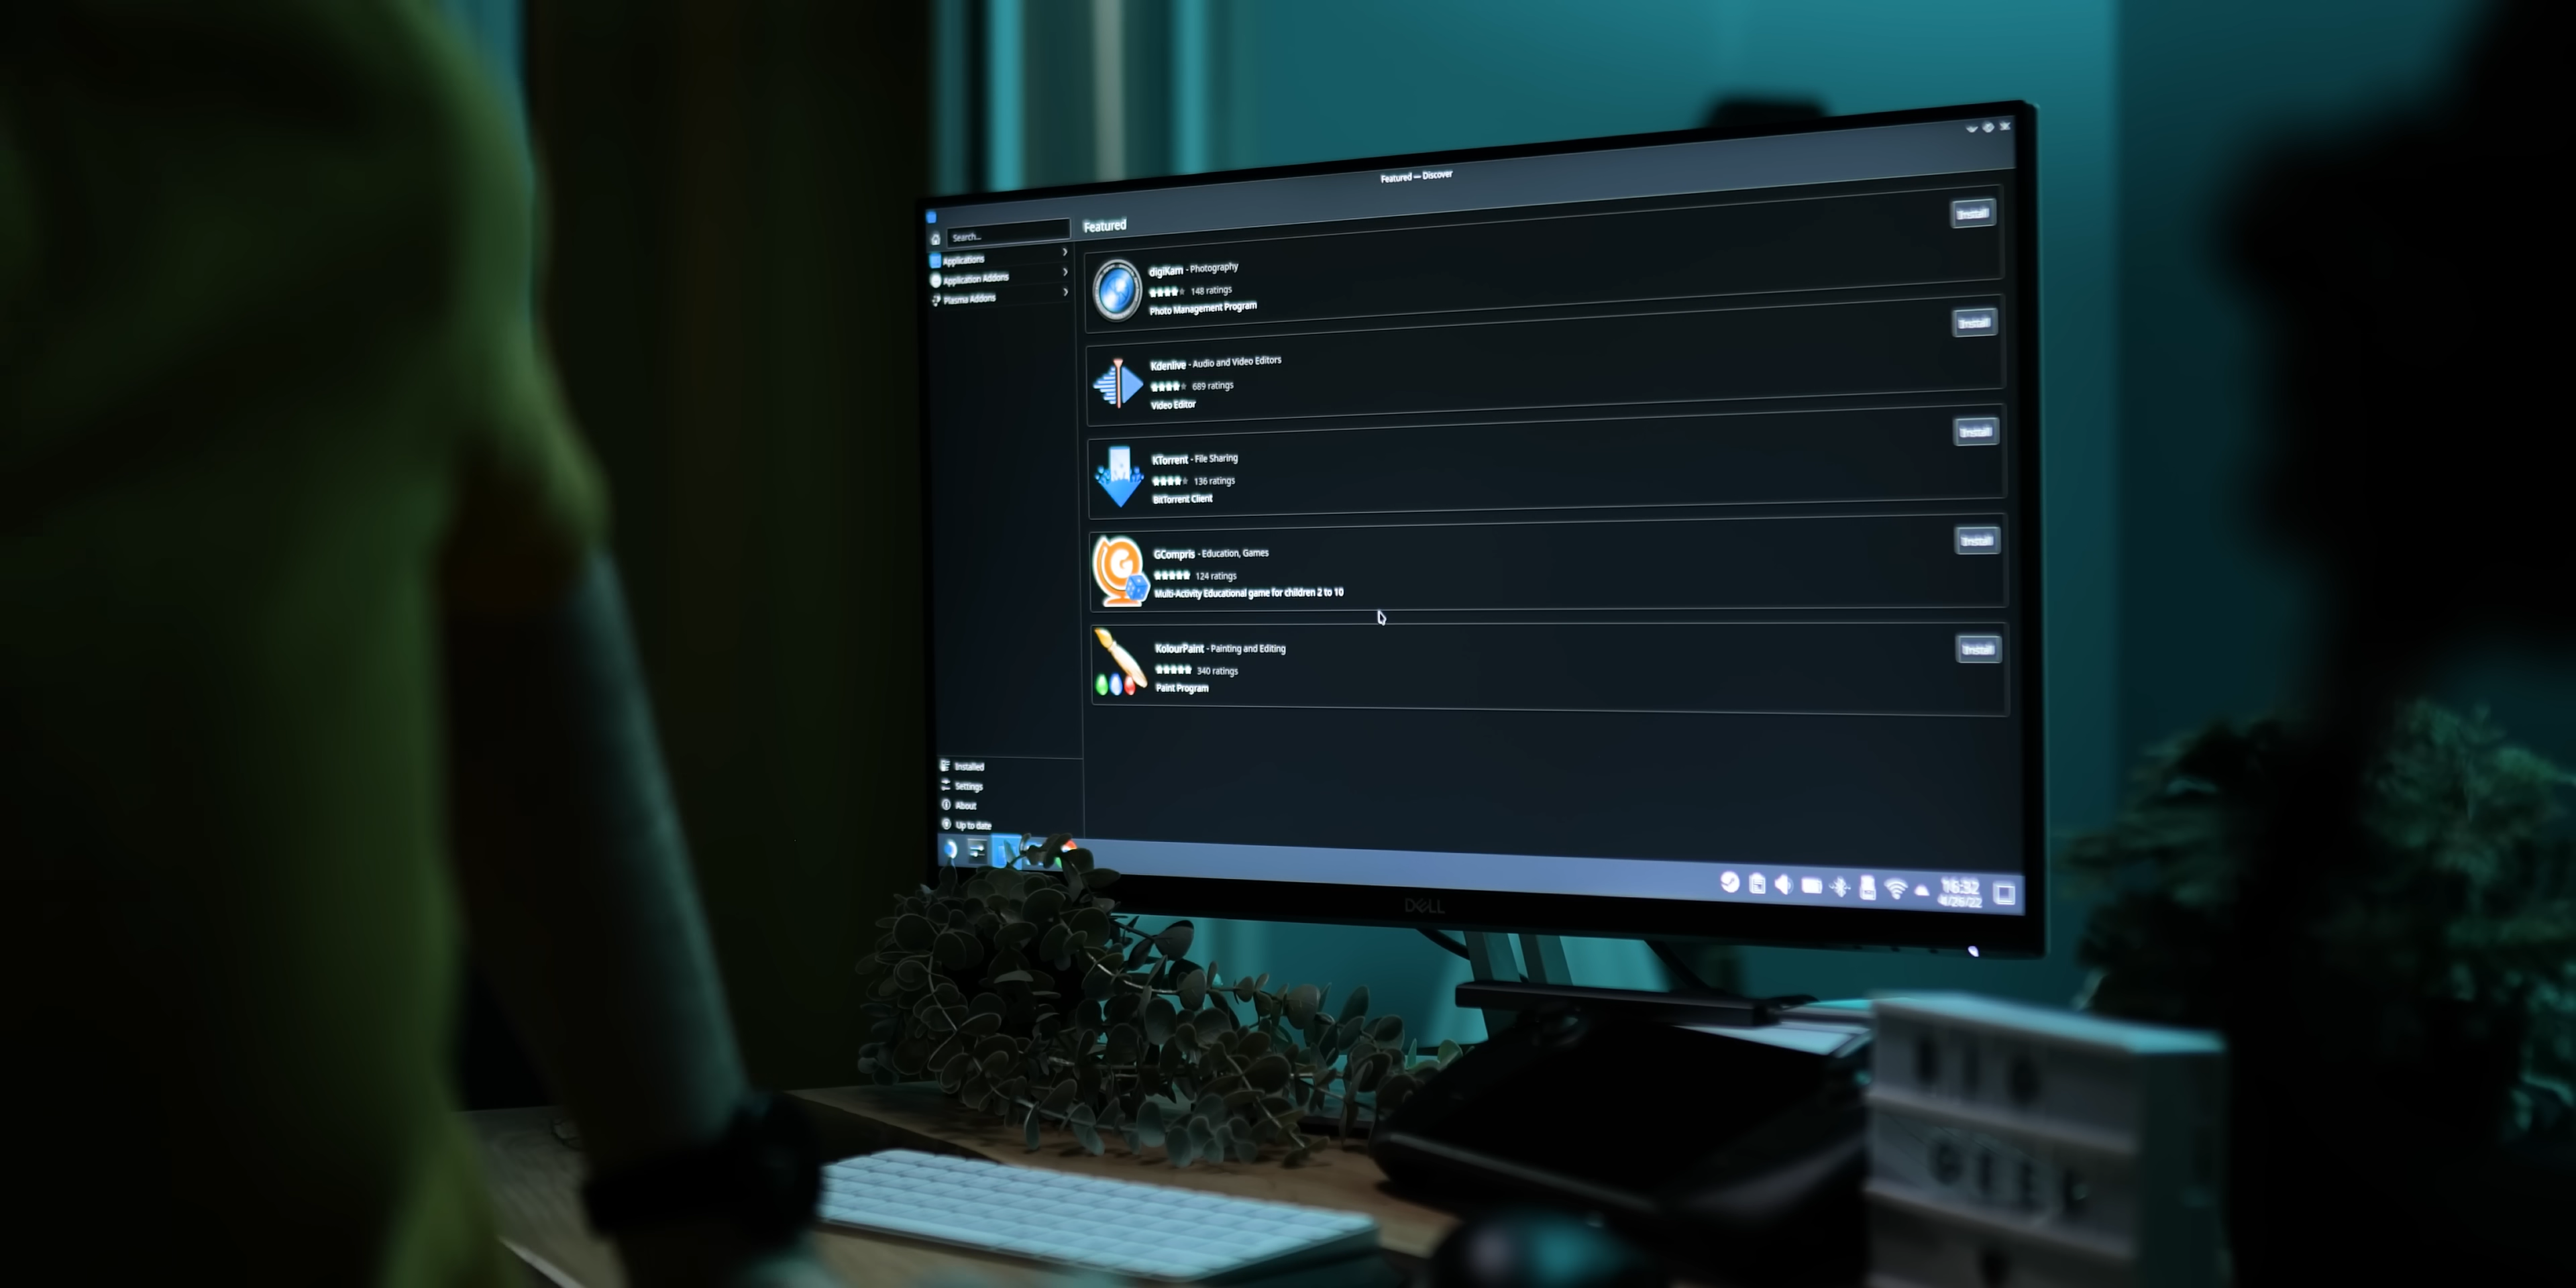 Featured — Discover
Search...
Featured
Applications
Application Addons
Plasma Addons
digiKam - Photography
148 ratings
Photo Management Program
Install
Kdenlive - Audio and Video Editors
689 ratings
Video Editor
Install
KTorrent - File Sharing
136 ratings
BitTorrent Client
Install
GCompris - Education, Games
124 ratings
Multi-Activity Educational game for children 2 to 10
Install
KolourPaint - Painting and Editing
340 ratings
Paint Program
Install
Installed
Settings
About
Up to date
16:32
4/26/22
DELL